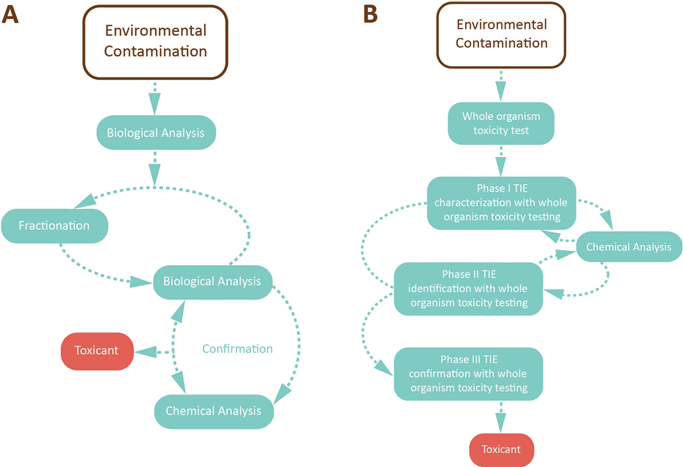 A
Environmental
Contamination
Biological Analysis
Fractionation
Biological Analysis
Toxicant
Confirmation
Chemical Analysis
B
Environmental
Contamination
Whole organism
toxicity test
Phase I TIE
characterization with whole
organism toxicity testing
Chemical Analysis
Phase II TIE
identification with whole
organism toxicity testing
Phase III TIE
confirmation with whole
organism toxicity testing
Toxicant